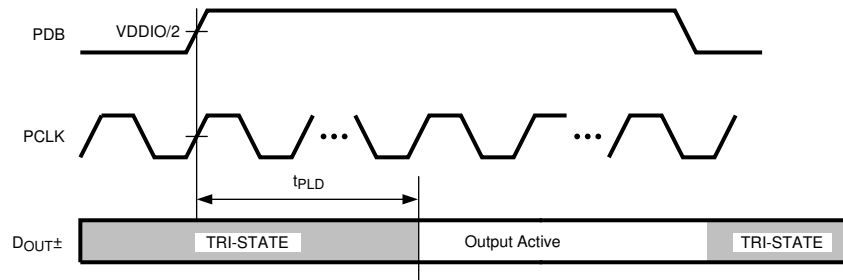 PDB
VDDIO/2
PCLK
tPLD
DOUT±
TRI-STATE
Output Active
TRI-STATE